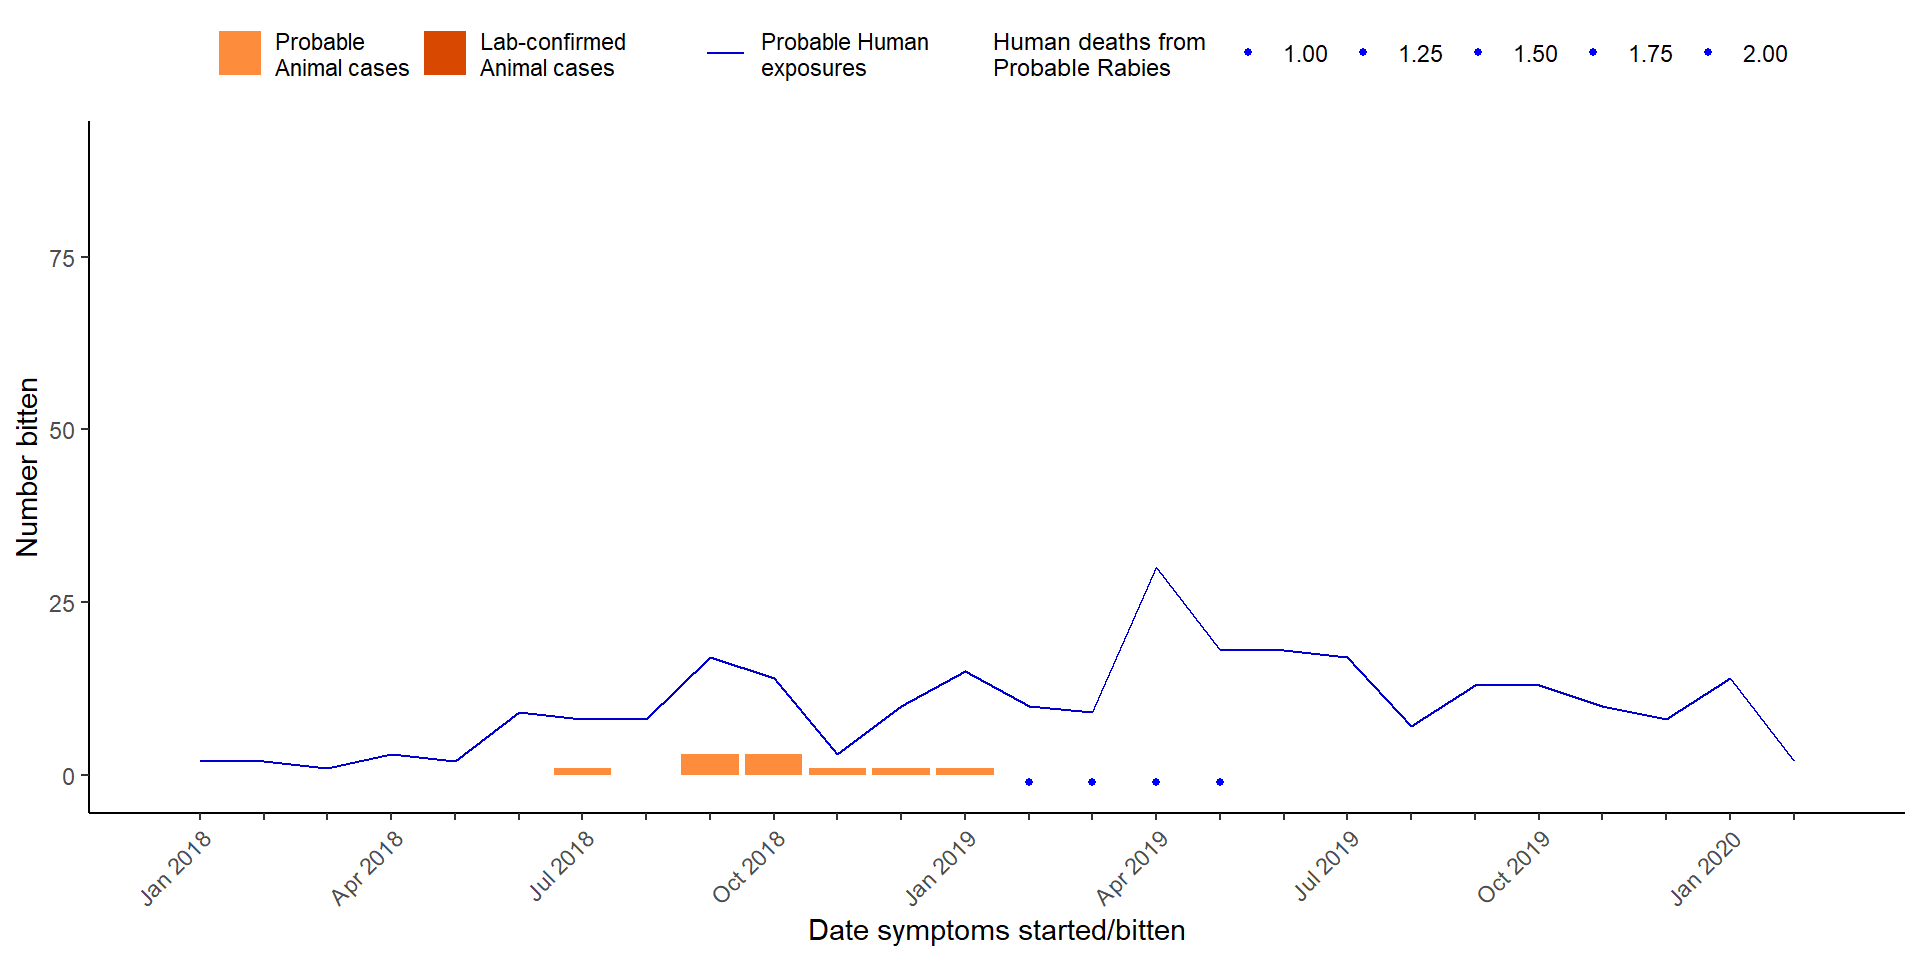 Probable
Animal cases
Lab-confirmed
Animal cases
Probable Human
exposures
Human deaths from
Probable Rabies
1.00
1.25
1.50
1.75
2.00
Number bitten
75
50
25
0
Jan 2018
Apr 2018
Jul 2018
Oct 2018
Jan 2019
Apr 2019
Jul 2019
Oct 2019
Jan 2020
Date symptoms started/bitten